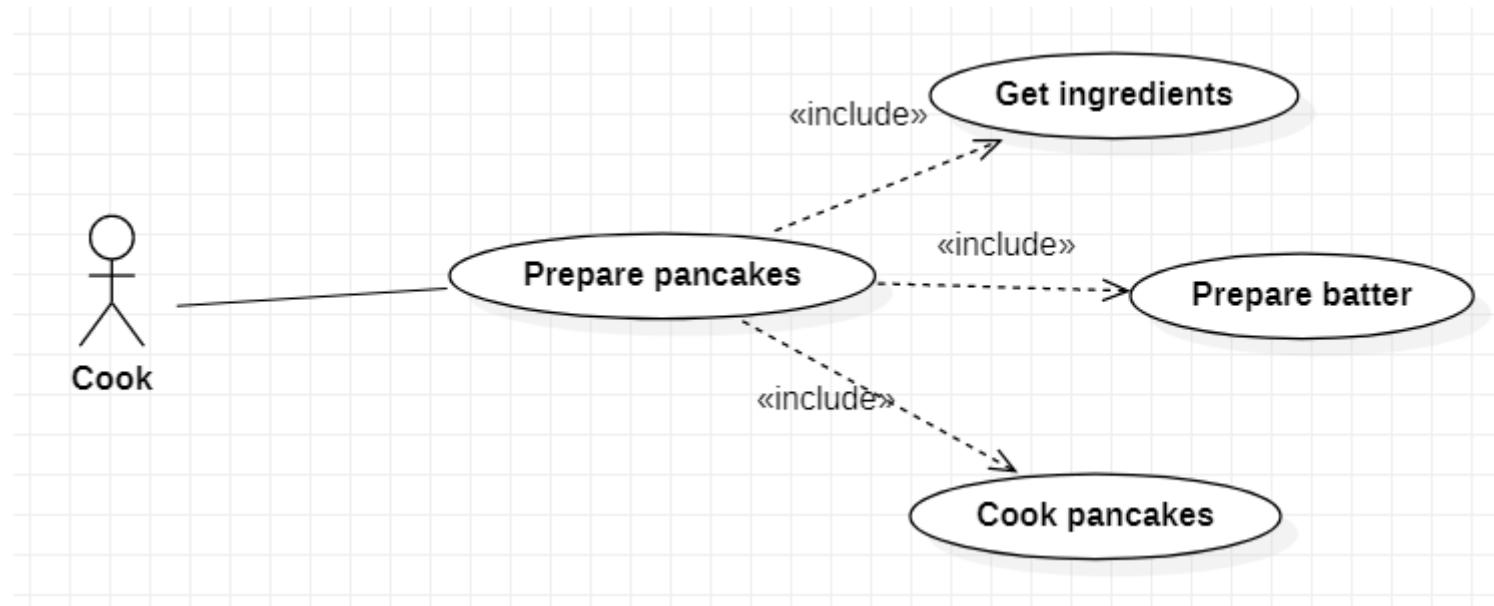 Get ingredients
«include»
«include»
Prepare pancakes
Prepare batter
Cook
«include»
Cook pancakes